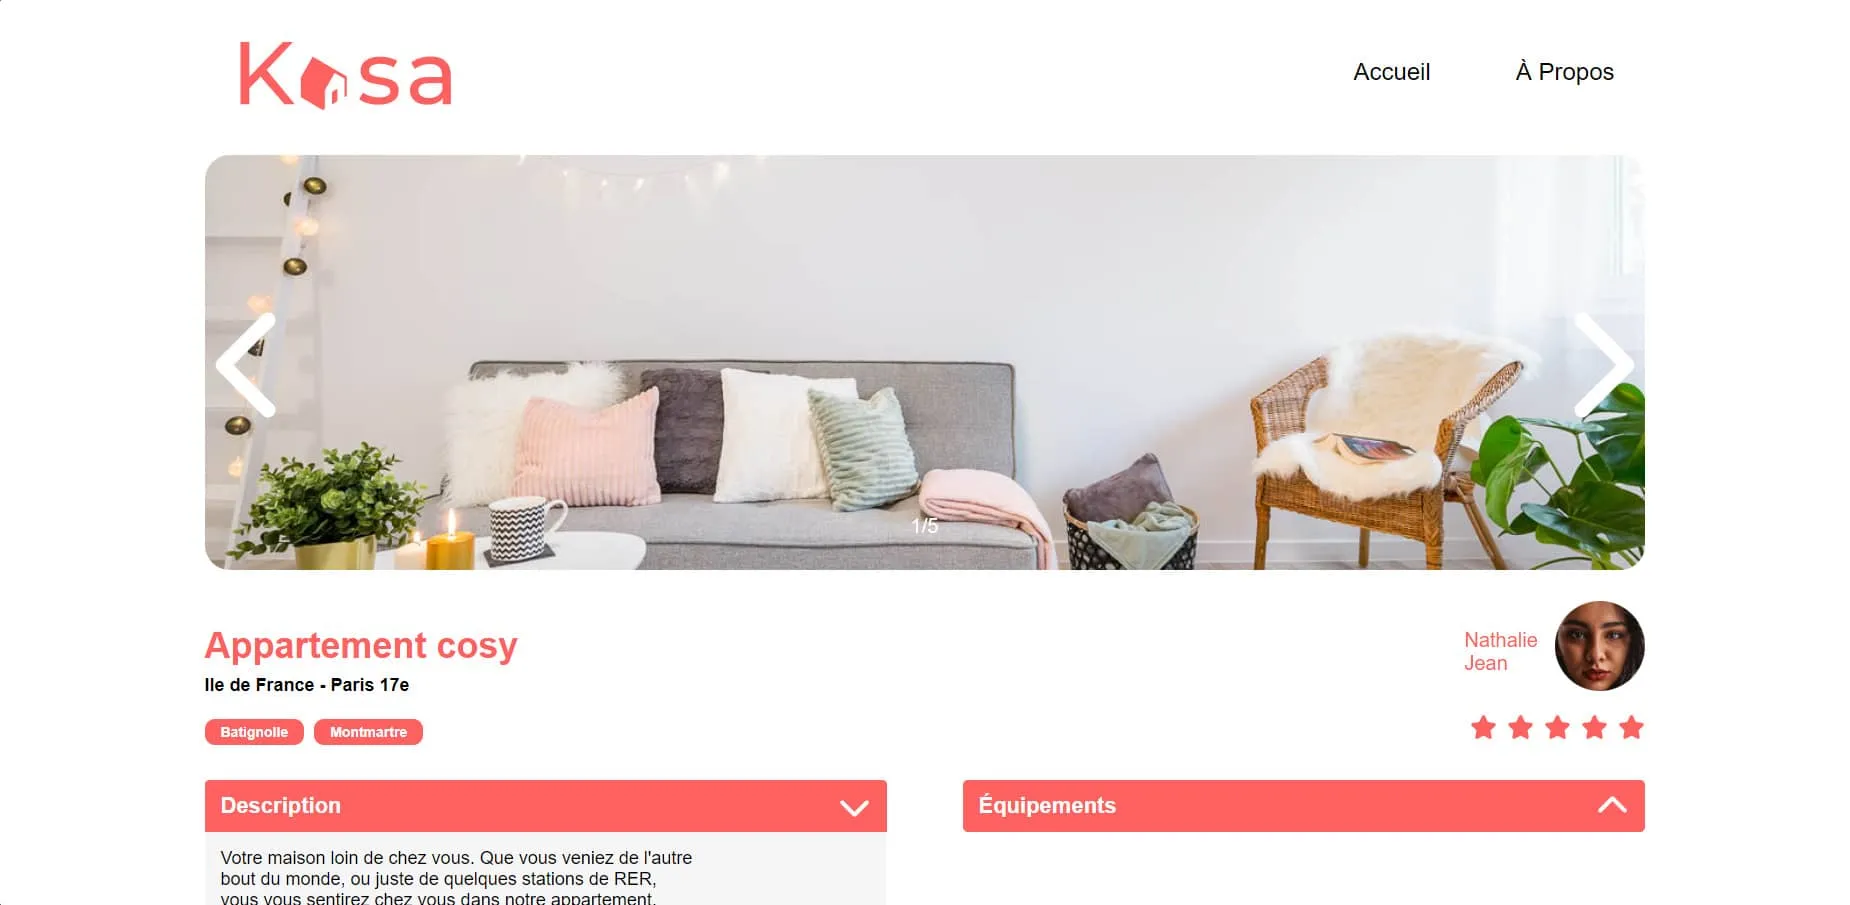 Kasa
Accueil
À Propos
1/5
Appartement cosy
Ile de France - Paris 17e
Batignolle
Montmartre
Nathalie
Jean
Description
Équipements
Votre maison loin de chez vous. Que vous veniez de l'autre
bout du monde, ou juste de quelques stations de RER,
vous vous sentirez chez vous dans notre appartement.